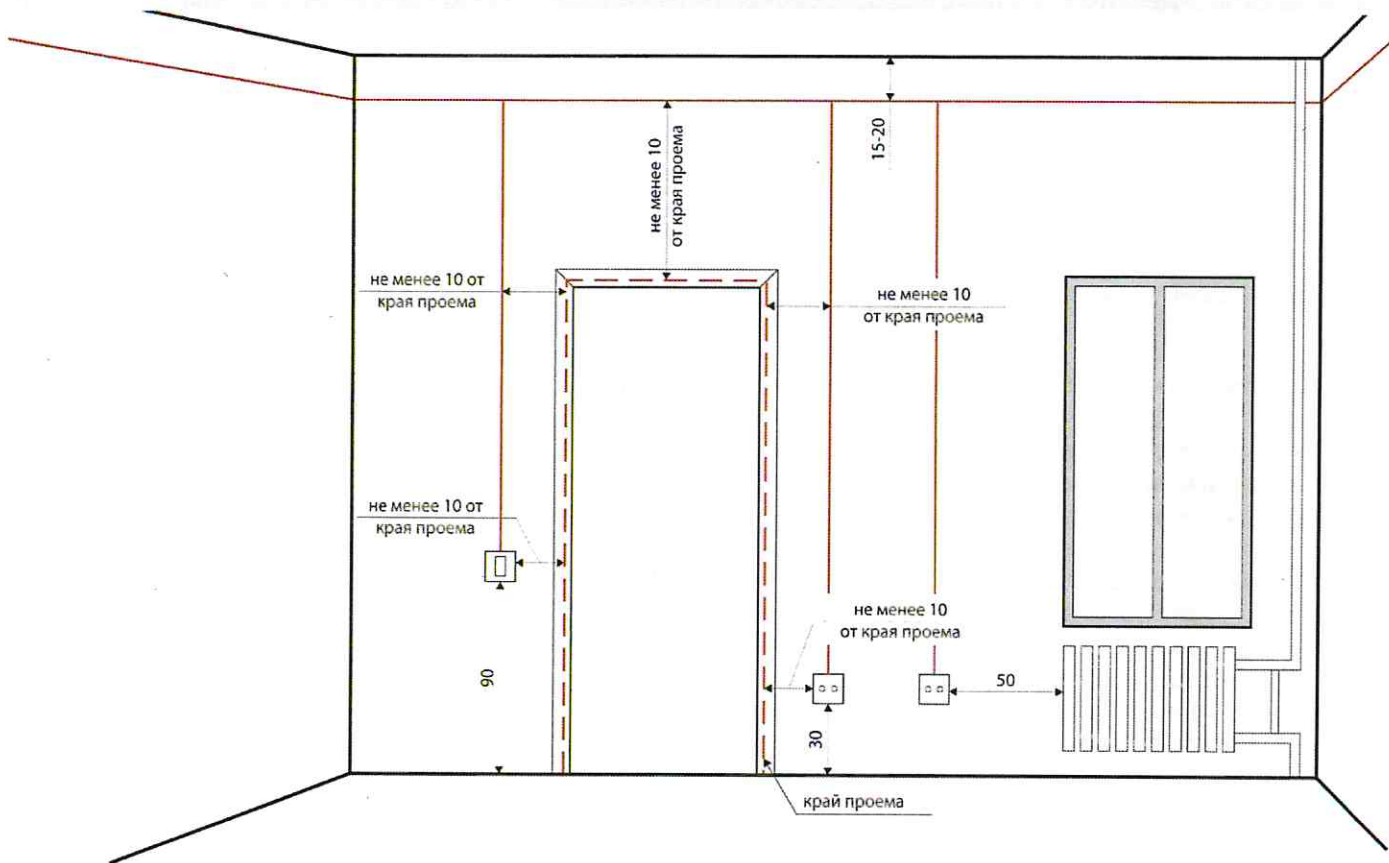 15-20
не менее 10
от края проема
не менее 10 от
края проема
не менее 10
от края проема
не менее 10 от
края проема
не менее 10
от края проема
90
50
30
край проема